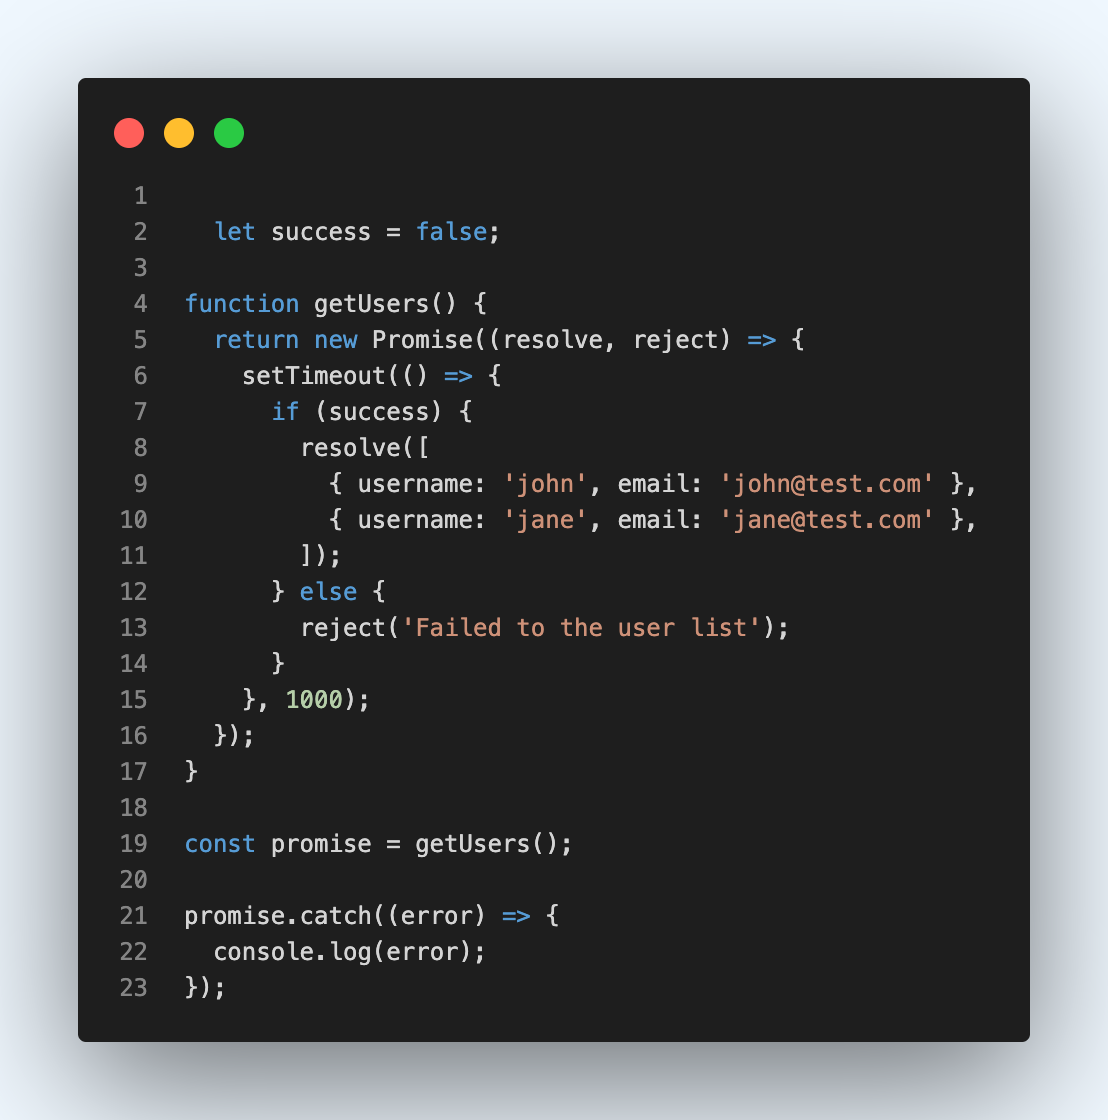 1
2 let success = false;
3
4 function getUsers() {
5 return new Promise((resolve, reject) => {
6 setTimeout(() => {
7 if (success) {
8 resolve([
9 { username: 'john', email: 'john@test.com' },
10 { username: 'jane', email: 'jane@test.com' },
11 ]);
12 } else {
13 reject('Failed to the user list');
14 }
15 }, 1000);
16 });
17 }
18
19 const promise = getUsers();
20
21 promise.catch((error) => {
22 console.log(error);
23 });